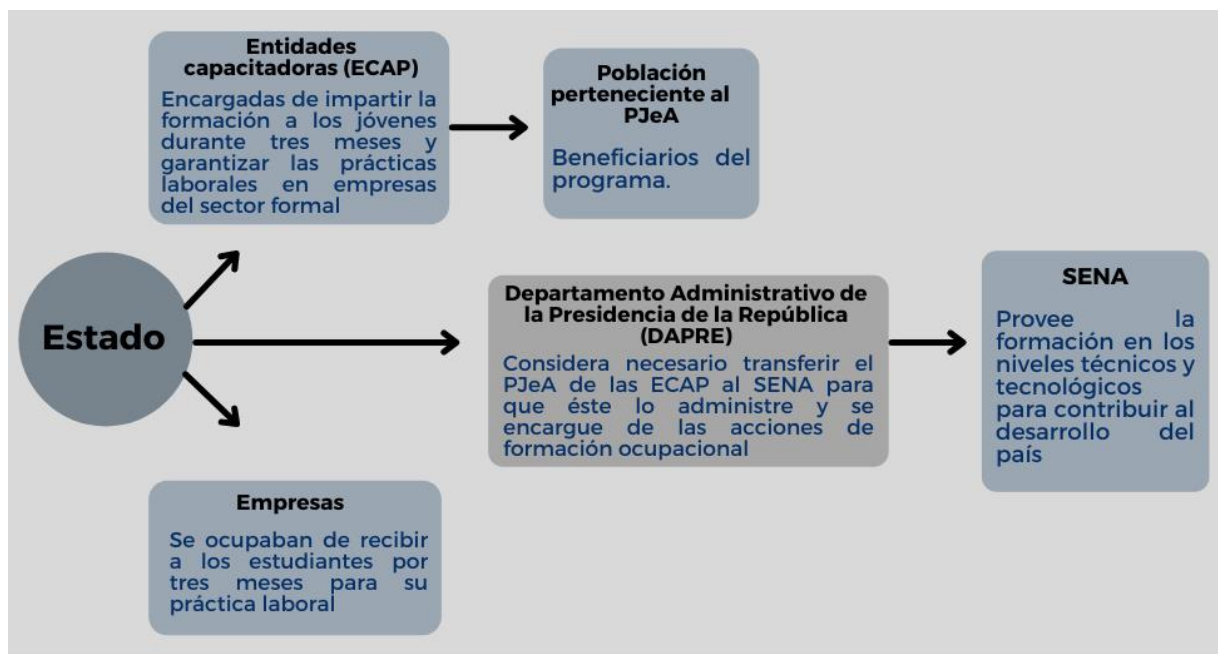 Entidades
capacitadoras (ECAP)
Encargadas de impartir la
formación a los jóvenes
durante tres meses y
garantizar las prácticas
laborales en empresas
del sector formal
Población
perteneciente al
PJeA
Beneficiarios del
programa.
Estado
Departamento Administrativo de
la Presidencia de la República
(DAPRE)
Considera necesario transferir el
PJeA de las ECAP al SENA para
que éste lo administre y se
encargue de las acciones de
formación ocupacional
SENA
Provee la
formación en los
niveles técnicos y
tecnológicos
para contribuir al
desarrollo del
país
Empresas
Se ocupaban de recibir
a los estudiantes por
tres meses para su
práctica laboral